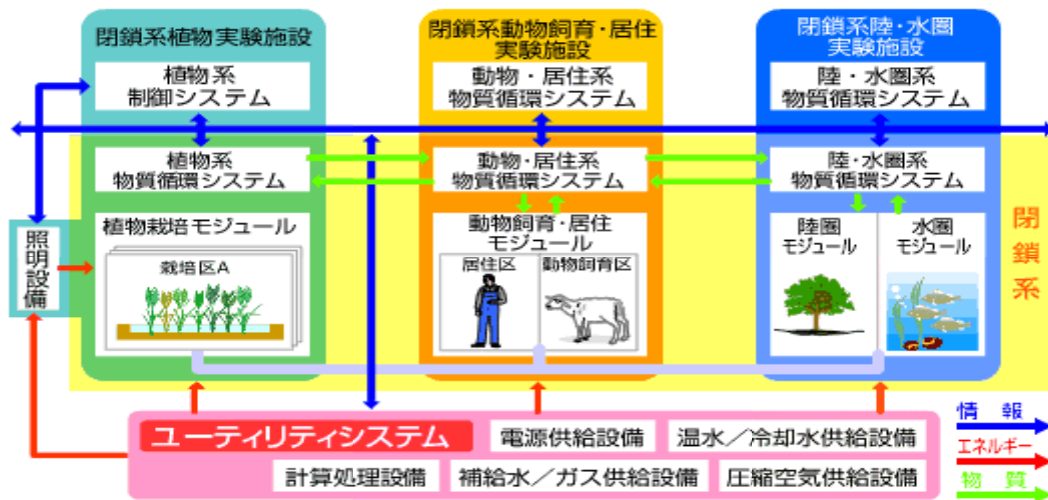 閉鎖系植物実験施設
植物系
制御システム
植物系
物質循環システム
植物栽培モジュール
栽培区A
照明設備
閉鎖系動物飼育・居住
実験施設
動物・居住系
物質循環システム
動物・居住系
物質循環システム
動物飼育・居住
モジュール
居住区
動物飼育区
閉鎖系陸・水圏
実験施設
陸・水圏系
物質循環システム
陸・水圏系
物質循環システム
陸圏
モジュール
水圏
モジュール
閉鎖系
ユーティリティシステム
電源供給設備
温水／冷却水供給設備
計算処理設備
補給水／ガス供給設備
圧縮空気供給設備
情報
エネルギー
物質